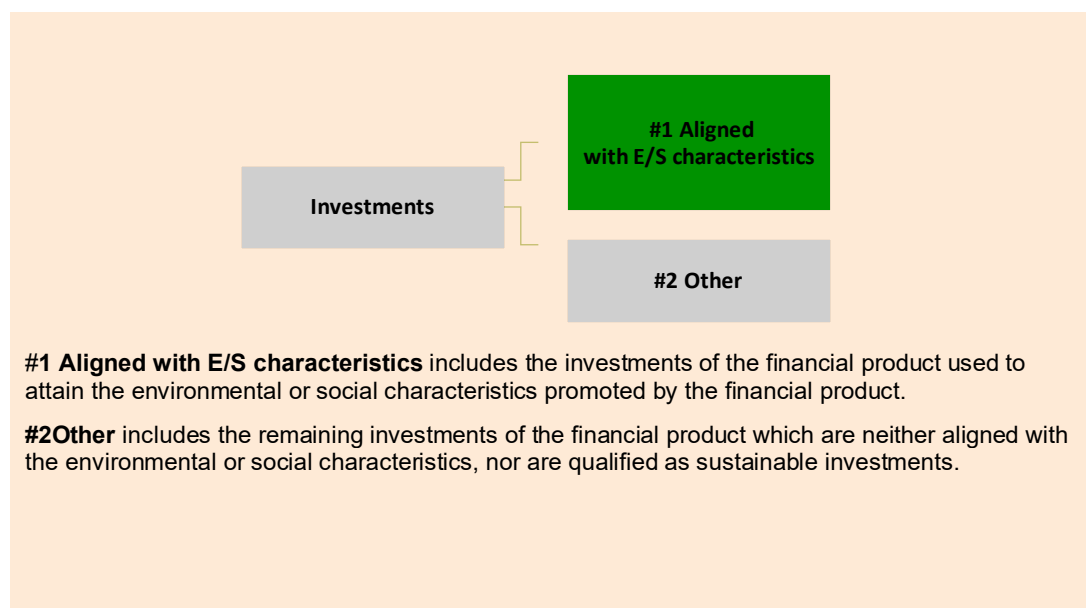 #1 Aligned
with E/S characteristics
Investments
#2 Other
#1 Aligned with E/S characteristics includes the investments of the financial product used to
attain the environmental or social characteristics promoted by the financial product.
#2Other includes the remaining investments of the financial product which are neither aligned with
the environmental or social characteristics, nor are qualified as sustainable investments.